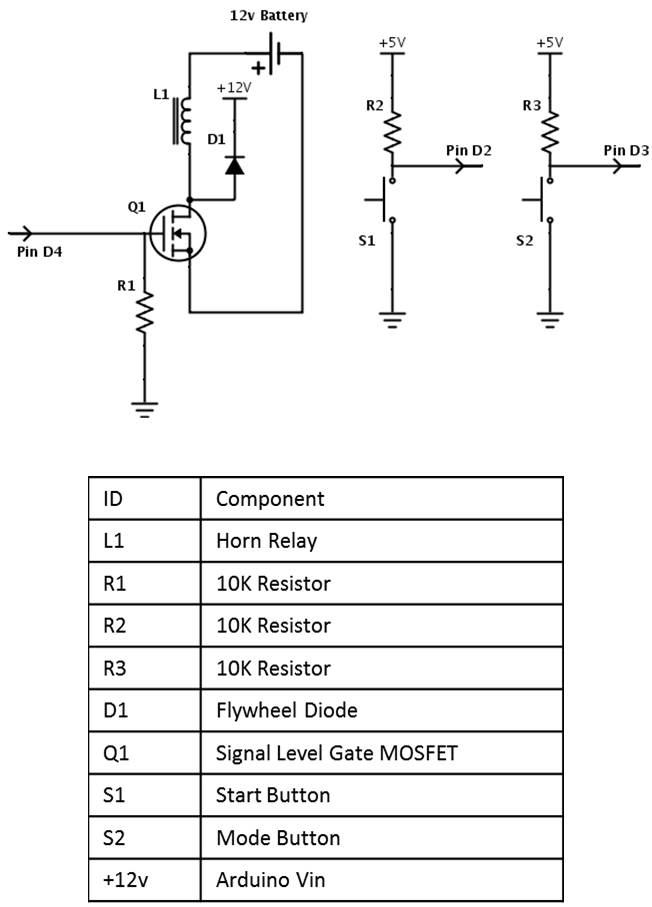 12v Battery
+12V
L1
D1
Q1
Pin D4
R1
+5V
R2
Pin D2
S1
+5V
R3
Pin D3
S2
ID Component
L1 Horn Relay
R1 10K Resistor
R2 10K Resistor
R3 10K Resistor
D1 Flywheel Diode
Q1 Signal Level Gate MOSFET
S1 Start Button
S2 Mode Button
+12v Arduino Vin